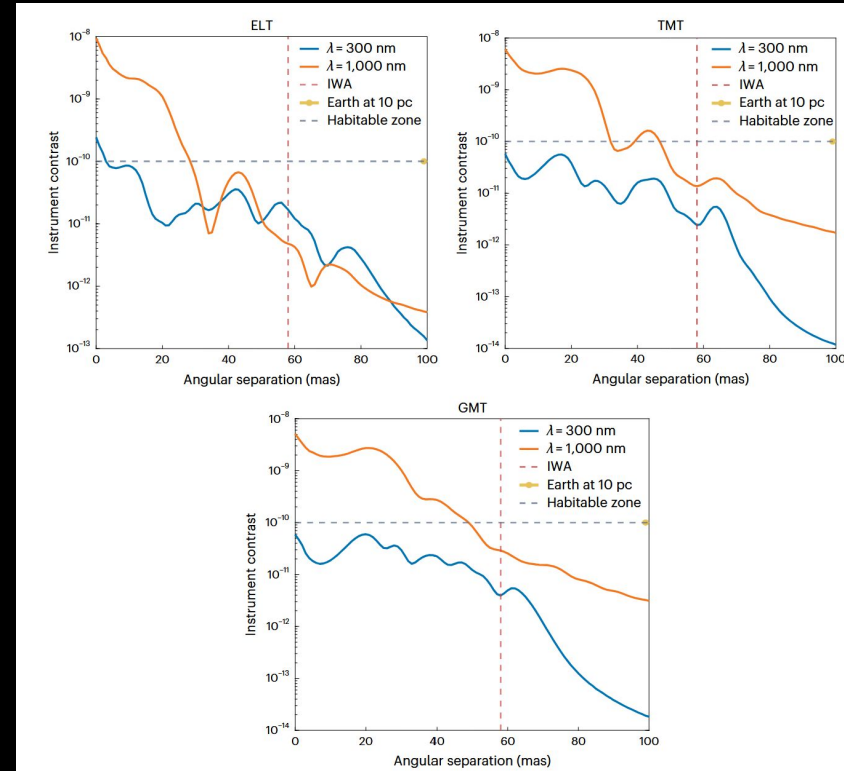 ELT
Instrument contrast
10⁻⁸
10⁻⁹
10⁻¹⁰
10⁻¹¹
10⁻¹²
10⁻¹³
λ = 300 nm
λ = 1,000 nm
IWA
Earth at 10 pc
Habitable zone
0 20 40 60 80 100
Angular separation (mas)
TMT
Instrument contrast
10⁻⁸
10⁻⁹
10⁻¹⁰
10⁻¹¹
10⁻¹²
10⁻¹³
10⁻¹⁴
λ = 300 nm
λ = 1,000 nm
IWA
Earth at 10 pc
Habitable zone
0 20 40 60 80 100
Angular separation (mas)
GMT
Instrument contrast
10⁻⁸
10⁻⁹
10⁻¹⁰
10⁻¹¹
10⁻¹²
10⁻¹³
10⁻¹⁴
λ = 300 nm
λ = 1,000 nm
IWA
Earth at 10 pc
Habitable zone
0 20 40 60 80 100
Angular separation (mas)